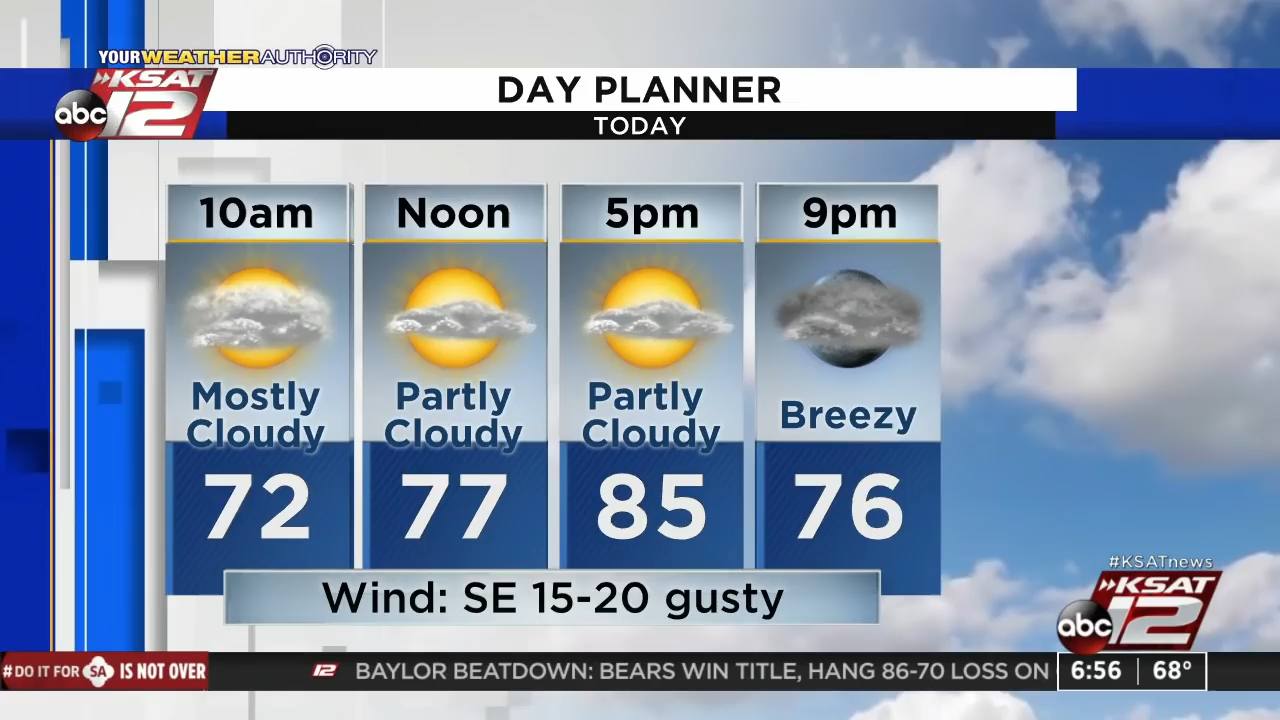 YOUR WEATHER AUTHORITY
KSAT
abc 12
DAY PLANNER
TODAY
10am Noon 5pm 9pm
Mostly Cloudy
Partly Cloudy
Partly Cloudy
Breezy
72 77 85 76
Wind: SE 15-20 gusty
#KSATnews
KSAT
abc 12
#DO IT FOR SA IS NOT OVER
12 BAYLOR BEATDOWN: BEARS WIN TITLE, HANG 86-70 LOSS ON
6:56 68°